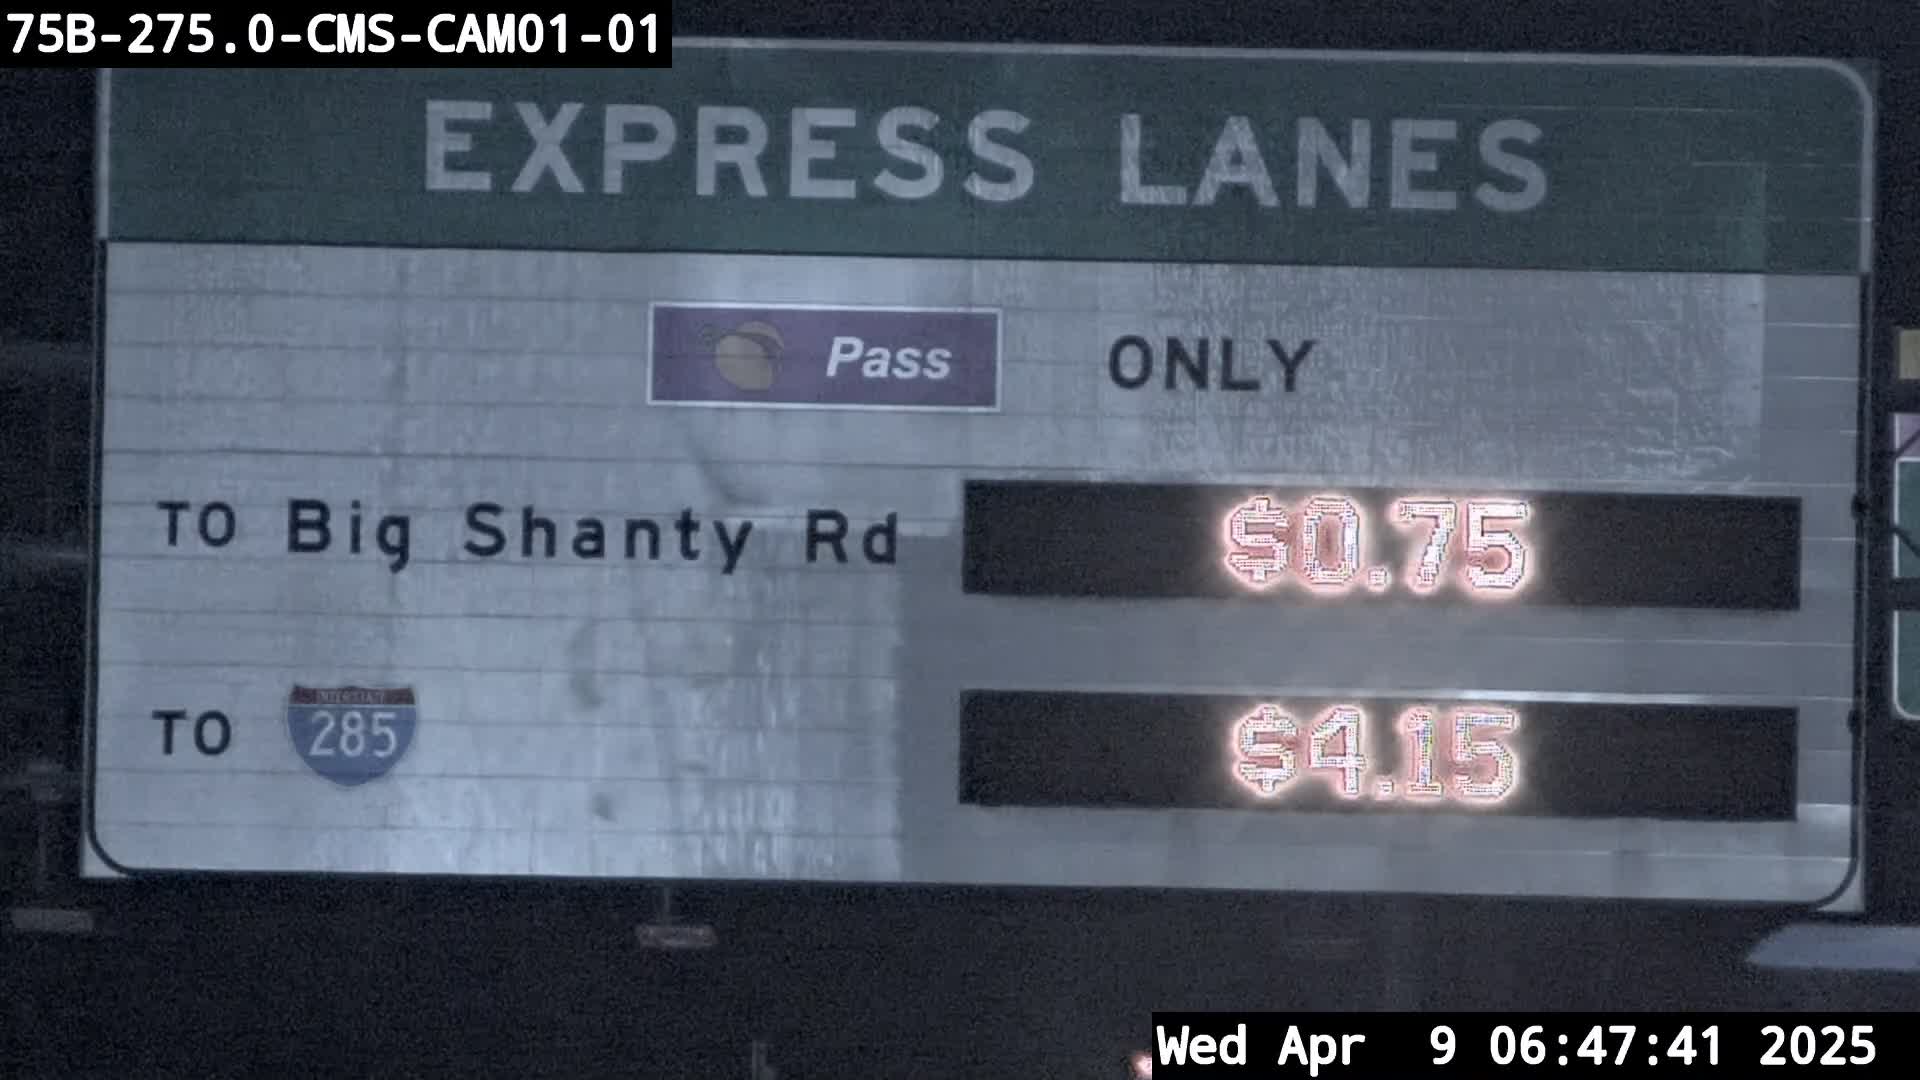 75B-275.0-CMS-CAM01-01
EXPRESS LANES
Pass ONLY
TO Big Shanty Rd $0.75
TO INTERSTATE 285 $4.15
Wed Apr 9 06:47:41 2025